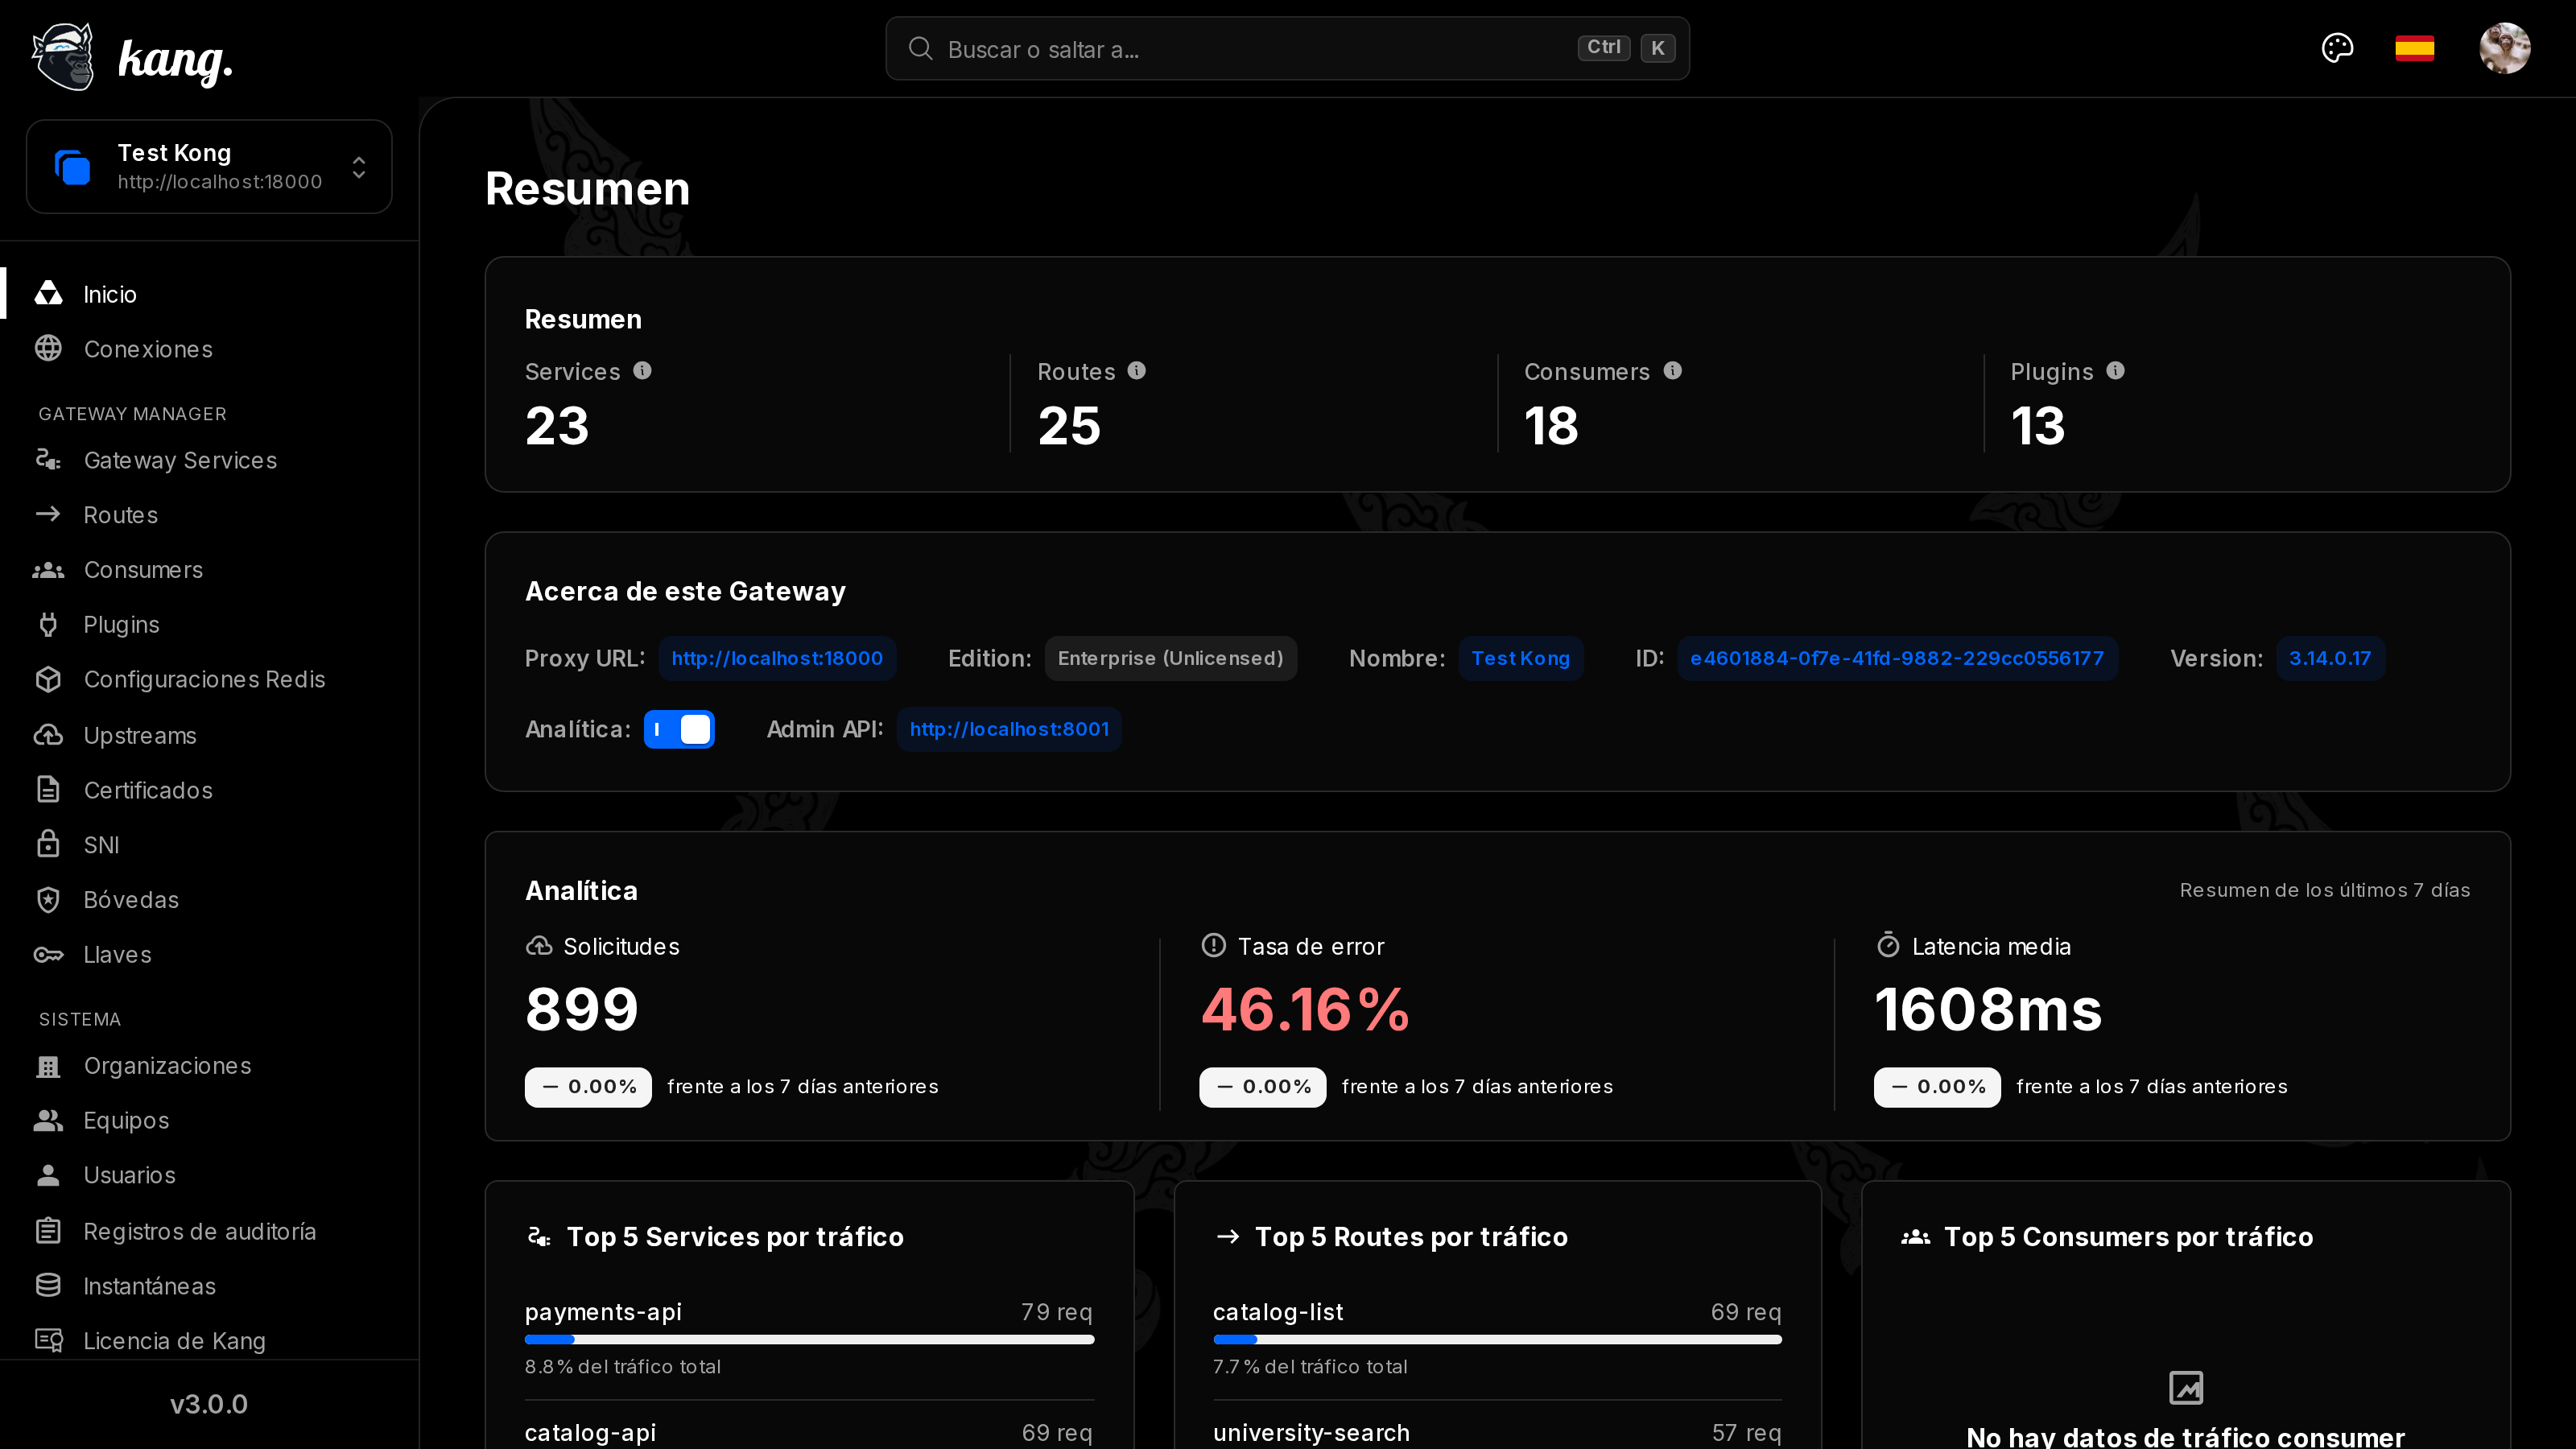 kang.
Buscar o saltar a...
Ctrl K
Test Kong
http://localhost:18000
Inicio
Conexiones
GATEWAY MANAGER
Gateway Services
Routes
Consumers
Plugins
Configuraciones Redis
Upstreams
Certificados
SNI
Bóvedas
Llaves
SISTEMA
Organizaciones
Equipos
Usuarios
Registros de auditoría
Instantáneas
Licencia de Kang
v3.0.0
Resumen
Resumen
Services Routes Consumers Plugins
23 25 18 13
Acerca de este Gateway
Proxy URL: http://localhost:18000 Edition: Enterprise (Unlicensed) Nombre: Test Kong ID: e4601884-0f7e-41fd-9882-229cc0556177 Version: 3.14.0.17
Analítica: Admin API: http://localhost:8001
Analítica Resumen de los últimos 7 días
Solicitudes Tasa de error Latencia media
899 46.16% 1608ms
— 0.00% frente a los 7 días anteriores — 0.00% frente a los 7 días anteriores — 0.00% frente a los 7 días anteriores
Top 5 Services por tráfico
payments-api 79 req
8.8% del tráfico total
catalog-api 69 req
Top 5 Routes por tráfico
catalog-list 69 req
7.7% del tráfico total
university-search 57 req
Top 5 Consumers por tráfico
No hay datos de tráfico consumer